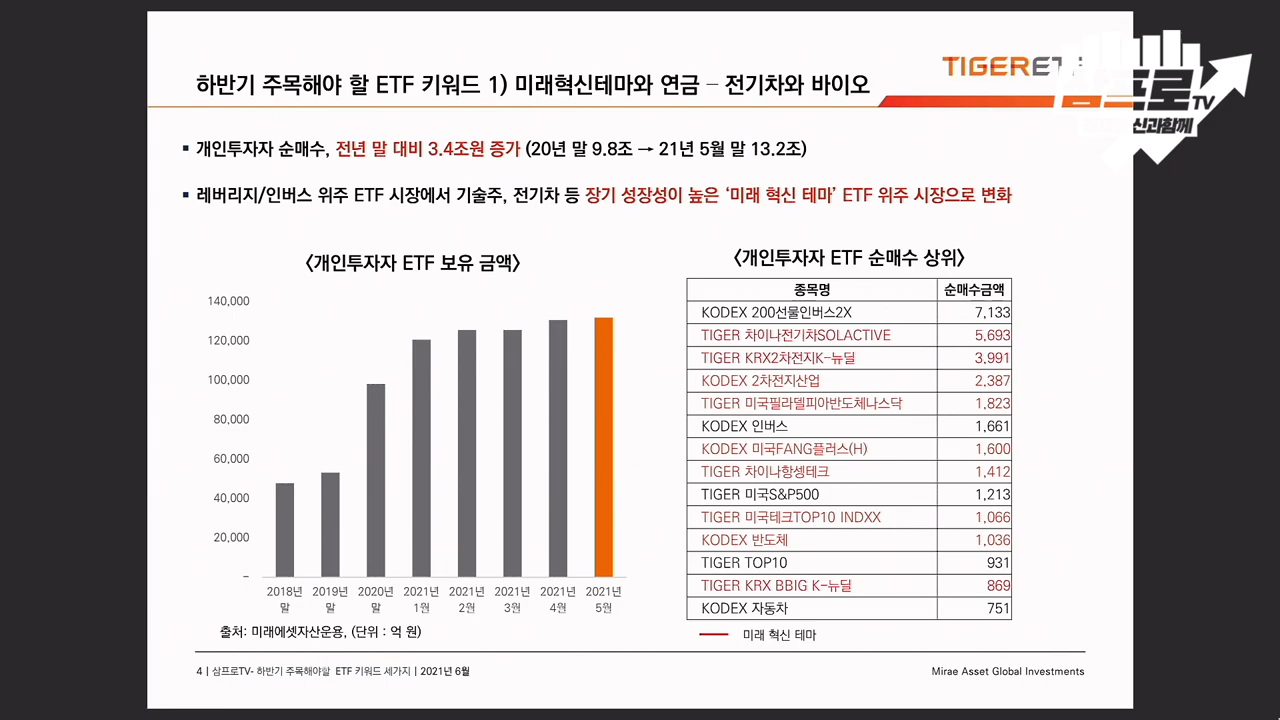 하반기 주목해야 할 ETF 키워드 1) 미래혁신테마와 연금 – 전기차와 바이오
TIGERETF
삼프로TV
신과함께
▪ 개인투자자 순매수, 전년 말 대비 3.4조원 증가 (20년 말 9.8조 → 21년 5월 말 13.2조)
▪ 레버리지/인버스 위주 ETF 시장에서 기술주, 전기차 등 장기 성장성이 높은 ‘미래 혁신 테마’ ETF 위주 시장으로 변화
<개인투자자 ETF 보유 금액>
140,000
120,000
100,000
80,000
60,000
40,000
20,000
–
2018년 말
2019년 말
2020년 말
2021년 1월
2021년 2월
2021년 3월
2021년 4월
2021년 5월
출처: 미래에셋자산운용, (단위 : 억 원)
<개인투자자 ETF 순매수 상위>
종목명 순매수금액
KODEX 200선물인버스2X 7,133
TIGER 차이나전기차SOLACTIVE 5,693
TIGER KRX2차전지K-뉴딜 3,991
KODEX 2차전지산업 2,387
TIGER 미국필라델피아반도체나스닥 1,823
KODEX 인버스 1,661
KODEX 미국FANG플러스(H) 1,600
TIGER 차이나항셍테크 1,412
TIGER 미국S&P500 1,213
TIGER 미국테크TOP10 INDXX 1,066
KODEX 반도체 1,036
TIGER TOP10 931
TIGER KRX BBIG K-뉴딜 869
KODEX 자동차 751
미래 혁신 테마
4 | 삼프로TV- 하반기 주목해야할 ETF 키워드 세가지 | 2021년 6월
Mirae Asset Global Investments